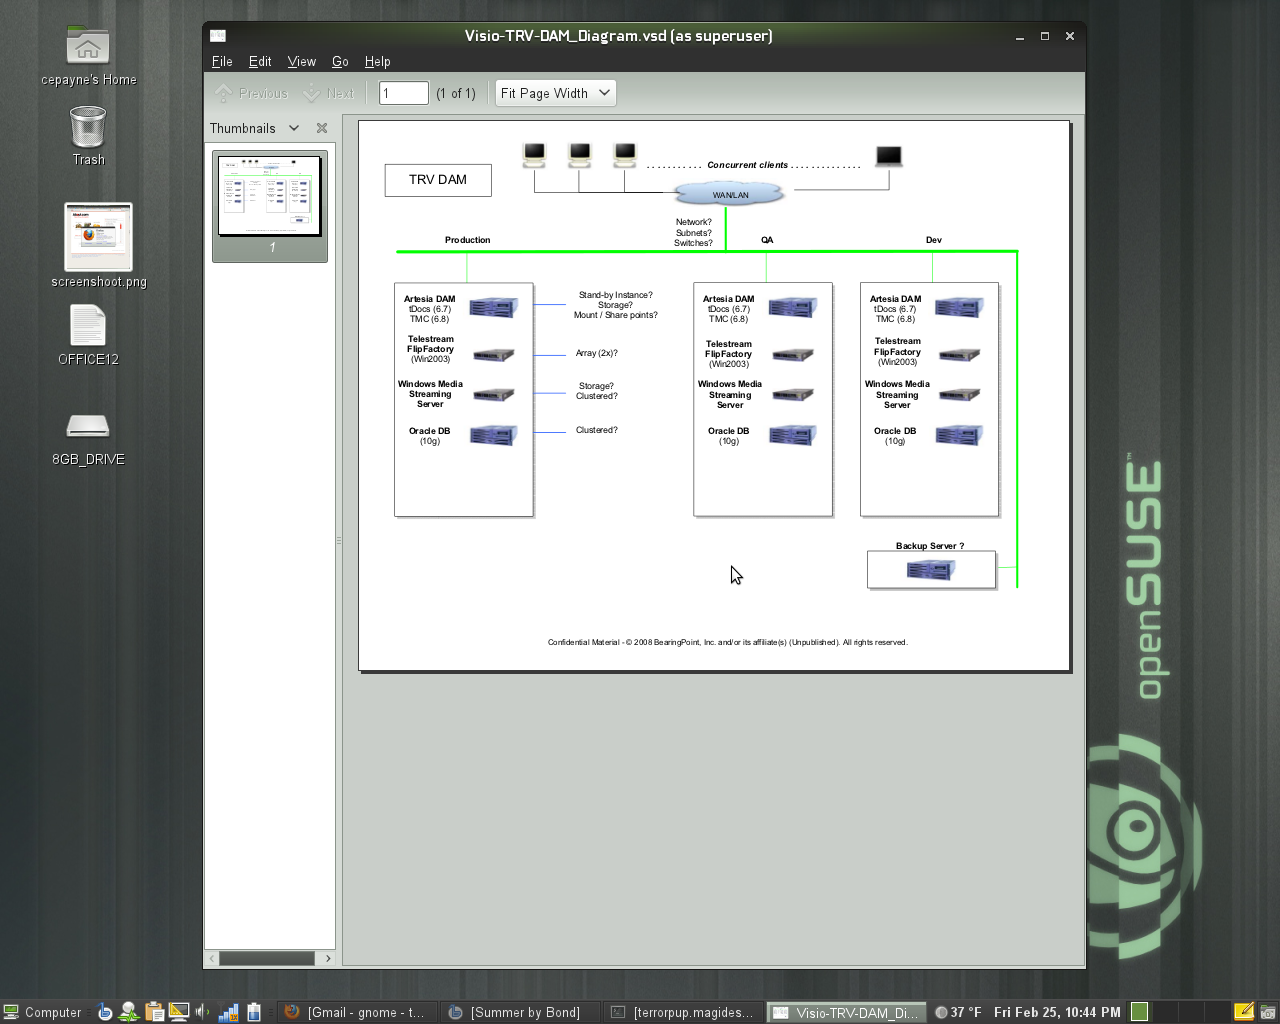 Visio-TRV-DAM_Diagram.vsd (as superuser)
File Edit View Go Help
Previous Next 1 (1 of 1) Fit Page Width
Thumbnails
1
cepayne's Home
Trash
screenshoot.png
OFFICE12
8GB_DRIVE
TRV DAM
. . . . . . . . . . . Concurrent clients . . . . . . . . . . . . . .
WAN/LAN
Network?
Subnets?
Switches?
Production
QA
Dev
Artesia DAM
tDocs (6.7)
TMC (6.8)
Telestream
FlipFactory
(Win2003)
Windows Media
Streaming
Server
Oracle DB
(10g)
Stand-by Instance?
Storage?
Mount / Share points?
Array (2x)?
Storage?
Clustered?
Clustered?
Artesia DAM
tDocs (6.7)
TMC (6.8)
Telestream
FlipFactory
(Win2003)
Windows Media
Streaming
Server
Oracle DB
(10g)
Artesia DAM
tDocs (6.7)
TMC (6.8)
Telestream
FlipFactory
(Win2003)
Windows Media
Streaming
Server
Oracle DB
(10g)
Backup Server ?
Confidential Material - © 2008 BearingPoint, Inc. and/or its affiliate(s) (Unpublished). All rights reserved.
openSUSE™
Computer
[Gmail - gnome - t...
[Summer by Bond]
[terrorpup.magides...
Visio-TRV-DAM_Di...
37 °F
Fri Feb 25, 10:44 PM